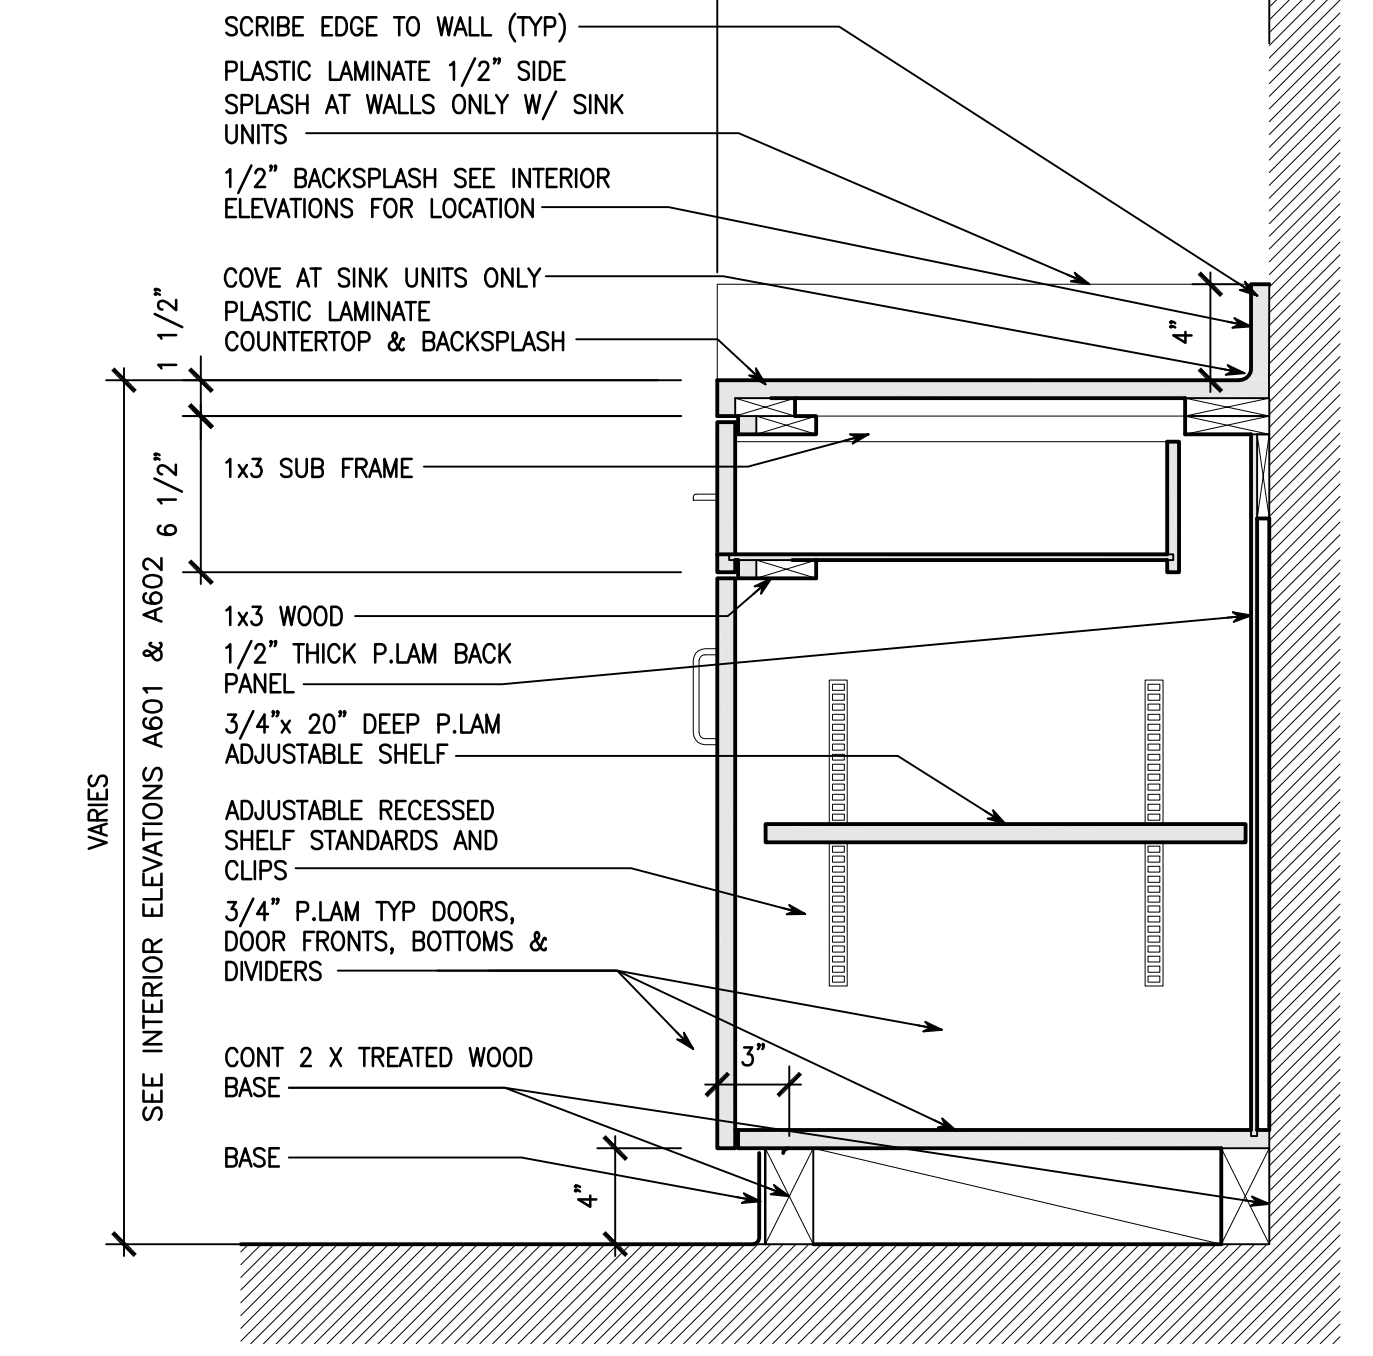 SCRIBE EDGE TO WALL (TYP)
PLASTIC LAMINATE 1/2" SIDE
SPLASH AT WALLS ONLY W/ SINK
UNITS
1/2" BACKSPLASH SEE INTERIOR
ELEVATIONS FOR LOCATION
COVE AT SINK UNITS ONLY
PLASTIC LAMINATE
COUNTERTOP & BACKSPLASH
1 1/2"
4"
6 1/2"
1x3 SUB FRAME
1x3 WOOD
1/2" THICK P.LAM BACK
PANEL
3/4"x 20" DEEP P.LAM
ADJUSTABLE SHELF
VARIES
SEE INTERIOR ELEVATIONS A601 & A602
ADJUSTABLE RECESSED
SHELF STANDARDS AND
CLIPS
3/4" P.LAM TYP DOORS,
DOOR FRONTS, BOTTOMS &
DIVIDERS
3"
CONT 2 X TREATED WOOD
BASE
BASE
4"